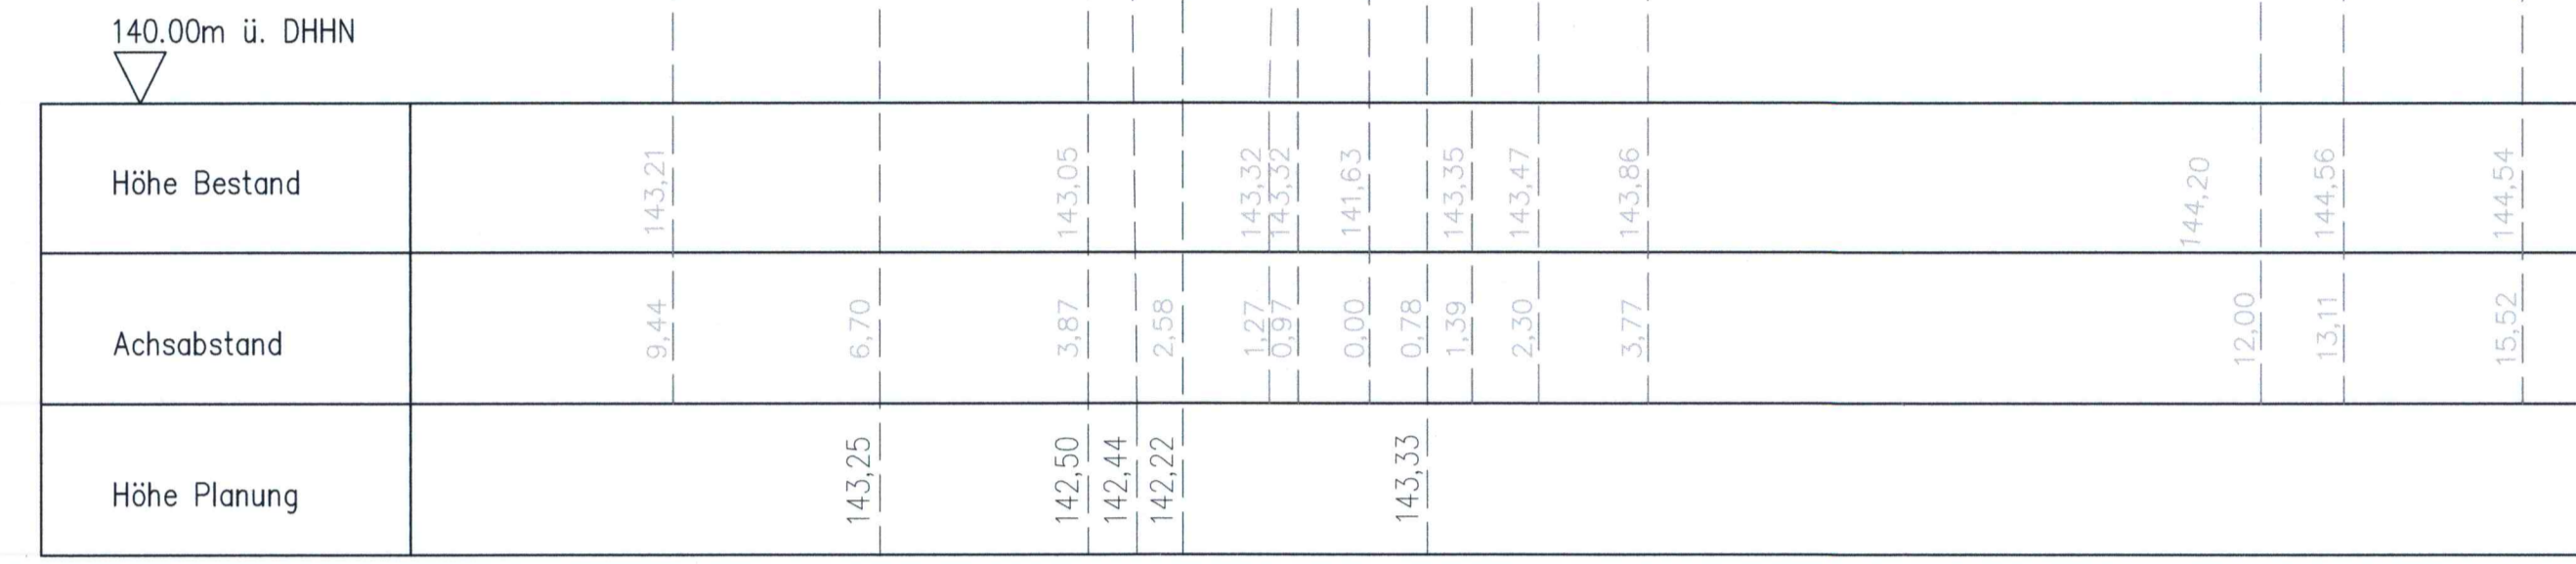 140.00m ü. DHHN
Höhe Bestand 143,21 143,05 143,32 143,32 141,63 143,35 143,47 143,86 144,20 144,56 144,54
Achsabstand 9,44 6,70 3,87 2,58 1,27 0,97 0,00 0,78 1,39 2,30 3,77 12,00 13,11 15,52
Höhe Planung 143,25 142,50 142,44 142,22 143,33